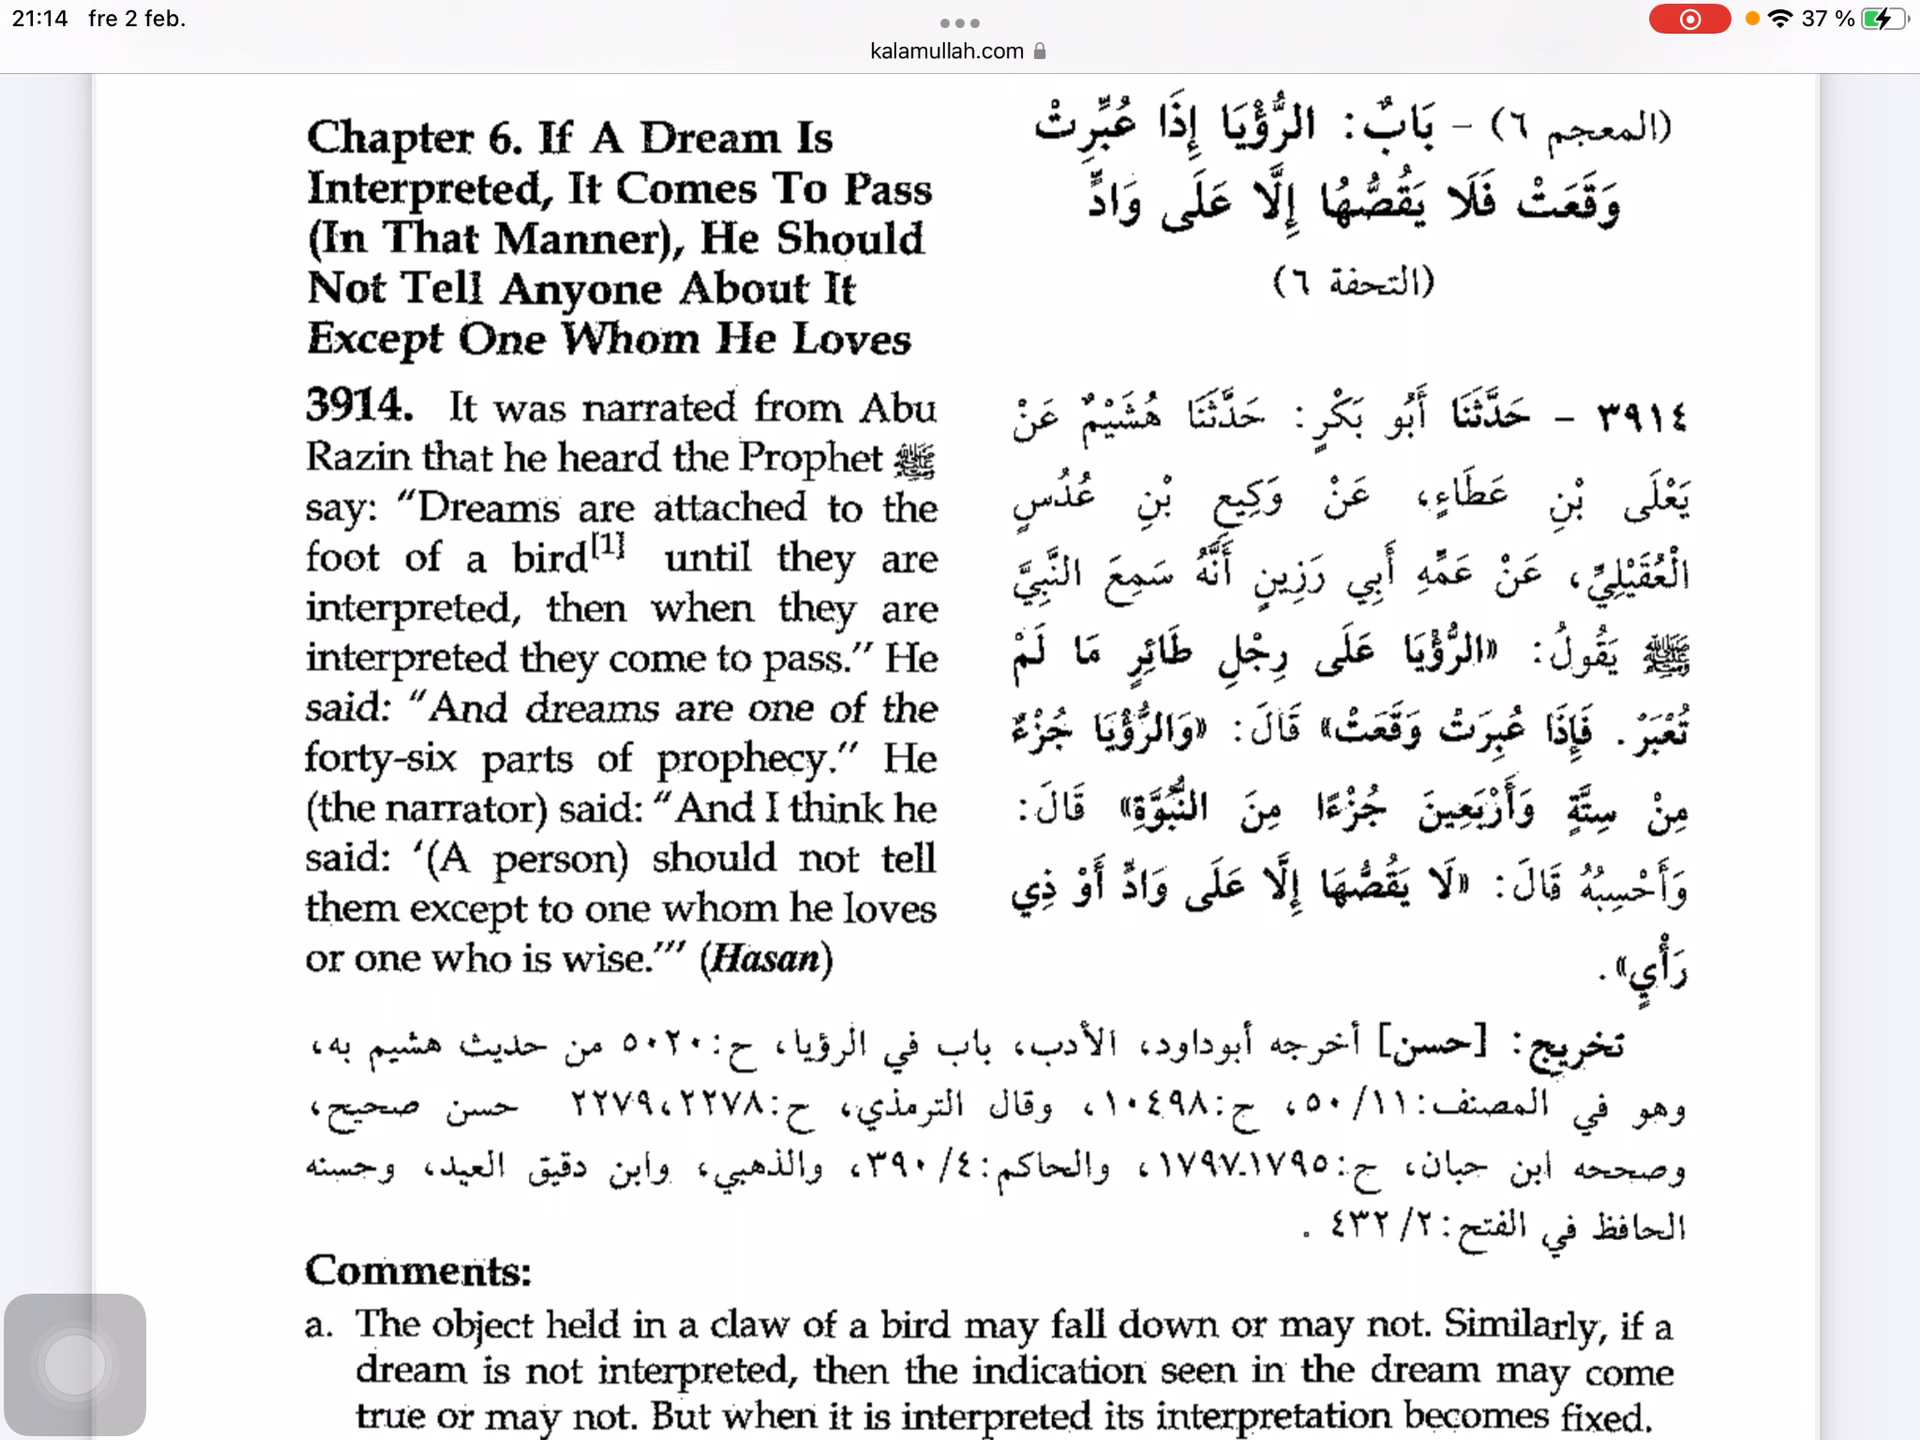 21:14 fre 2 feb.
37 %
kalamullah.com
Chapter 6. If A Dream Is
Interpreted, It Comes To Pass
(In That Manner), He Should
Not Tell Anyone About It
Except One Whom He Loves
(المعجم ٦) - بَابٌ: الرُّؤْيَا إِذَا عُبِّرِتْ
وَقَعَتْ فَلَا يَقُصُّهَا إِلَّا عَلَى وَادٍّ
(التحفة ٦)
3914. It was narrated from Abu
Razin that he heard the Prophet ﷺ
say: “Dreams are attached to the
foot of a bird[1] until they are
interpreted, then when they are
interpreted they come to pass.” He
said: “And dreams are one of the
forty-six parts of prophecy.” He
(the narrator) said: “And I think he
said: ‘(A person) should not tell
them except to one whom he loves
or one who is wise.’” (Hasan)
٣٩١٤ - حَدَّثَنَا أَبُو بَكْرٍ: حَدَّثَنَا هُشَيْمٌ عَنْ
يَعْلَى بْنِ عَطَاءٍ، عَنْ وَكِيعِ بْنِ عُدُسٍ
الْعُقَيْلِيِّ، عَنْ عَمِّهِ أَبِي رَزِينٍ أَنَّهُ سَمِعَ النَّبِيَّ
ﷺ يَقُولُ: «الرُّؤْيَا عَلَى رِجْلِ طَائِرٍ مَا لَمْ
تُعْبَرْ. فَإِذَا عُبِرَتْ وَقَعَتْ» قَالَ: «وَالرُّؤْيَا جُزْءٌ
مِنْ سِتَّةٍ وَأَرْبَعِينَ جُزْءًا مِنَ النُّبُوَّةِ» قَالَ:
وَأَحْسِبُهُ قَالَ: «لَا يَقُصُّهَا إِلَّا عَلَى وَادٍّ أَوْ ذِي
رَأْيٍ».
تخريج: [حسن] أخرجه أبوداود، الأدب، باب في الرؤيا، ح:٥٠٢٠ من حديث هشيم به،
وهو في المصنف:١١/ ٥٠، ح:١٠٤٩٨، وقال الترمذي، ح:٢٢٧٩،٢٢٧٨ حسن صحيح،
وصححه ابن حبان، ح:١٧٩٥ـ١٧٩٧، والحاكم:٤/ ٣٩٠، والذهبي، وابن دقيق العيد، وحسنه
الحافظ في الفتح:٢/ ٤٣٢ .
Comments:
a. The object held in a claw of a bird may fall down or may not. Similarly, if a
dream is not interpreted, then the indication seen in the dream may come
true or may not. But when it is interpreted its interpretation becomes fixed.